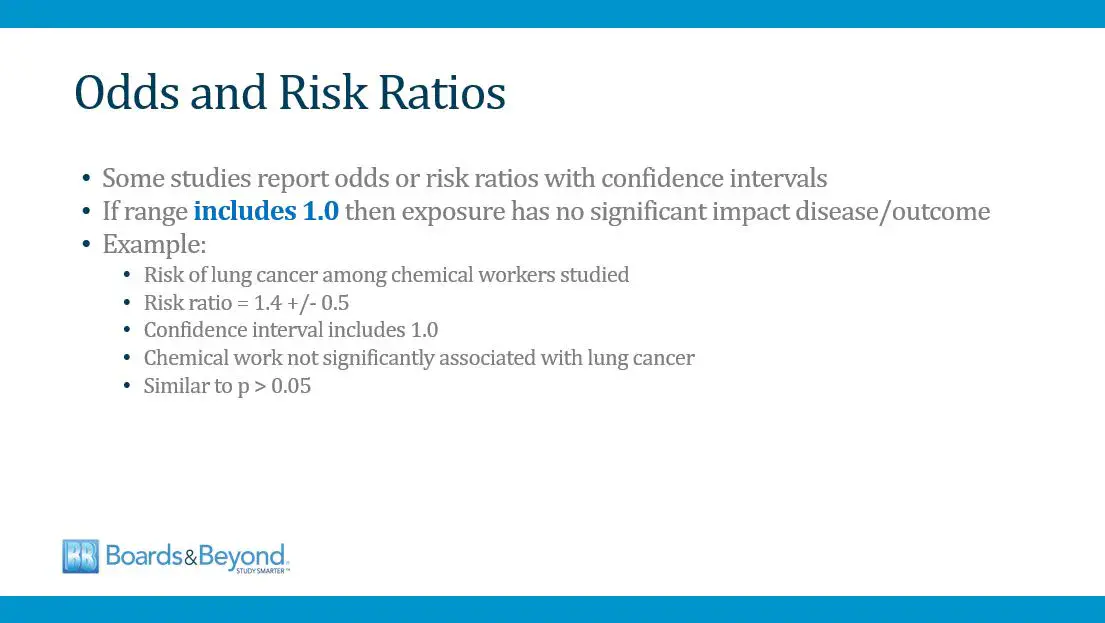 Odds and Risk Ratios
• Some studies report odds or risk ratios with confidence intervals
• If range includes 1.0 then exposure has no significant impact disease/outcome
• Example:
• Risk of lung cancer among chemical workers studied
• Risk ratio = 1.4 +/- 0.5
• Confidence interval includes 1.0
• Chemical work not significantly associated with lung cancer
• Similar to p > 0.05
BB Boards&Beyond.
STUDY SMARTER™